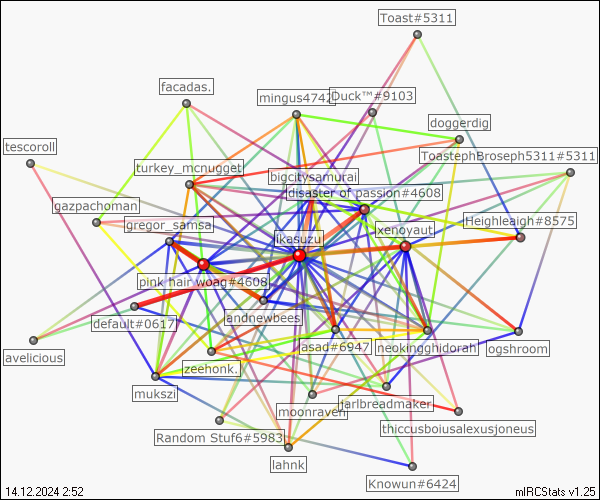 Toast#5311
facadas.
mingus4742
Duck™#9103
doggerdig
tescoroll
ToastephBroseph5311#5311
turkey_mcnugget
bigcitysamurai
disaster of passion#4608
gazpachoman
gregor_samsa
Heighleaigh#8575
ikasuzu
xenoyaut
pink hair woag#4608
default#0617
andnewbees
avelicious
zeehonk.
asad#6947
neokingghidorah
ogshroom
mukszi
moonraven
jarlbreadmaker
thiccusboiusalexusjoneus
Random Stuf6#5983
lahnk
Knowun#6424
14.12.2024 2:52
mIRCStats v1.25